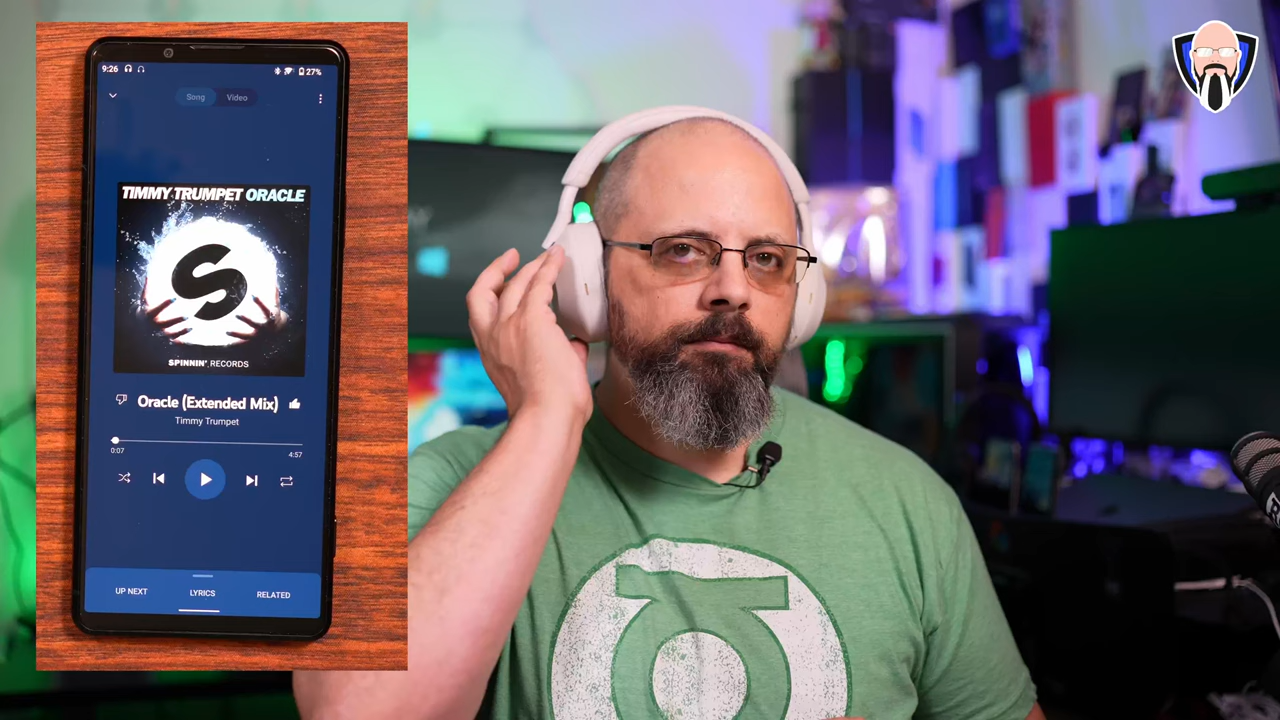 9:26
27%
Song
Video
TIMMY TRUMPET ORACLE
SPINNIN' RECORDS
Oracle (Extended Mix)
Timmy Trumpet
0:07
4:57
UP NEXT
LYRICS
RELATED